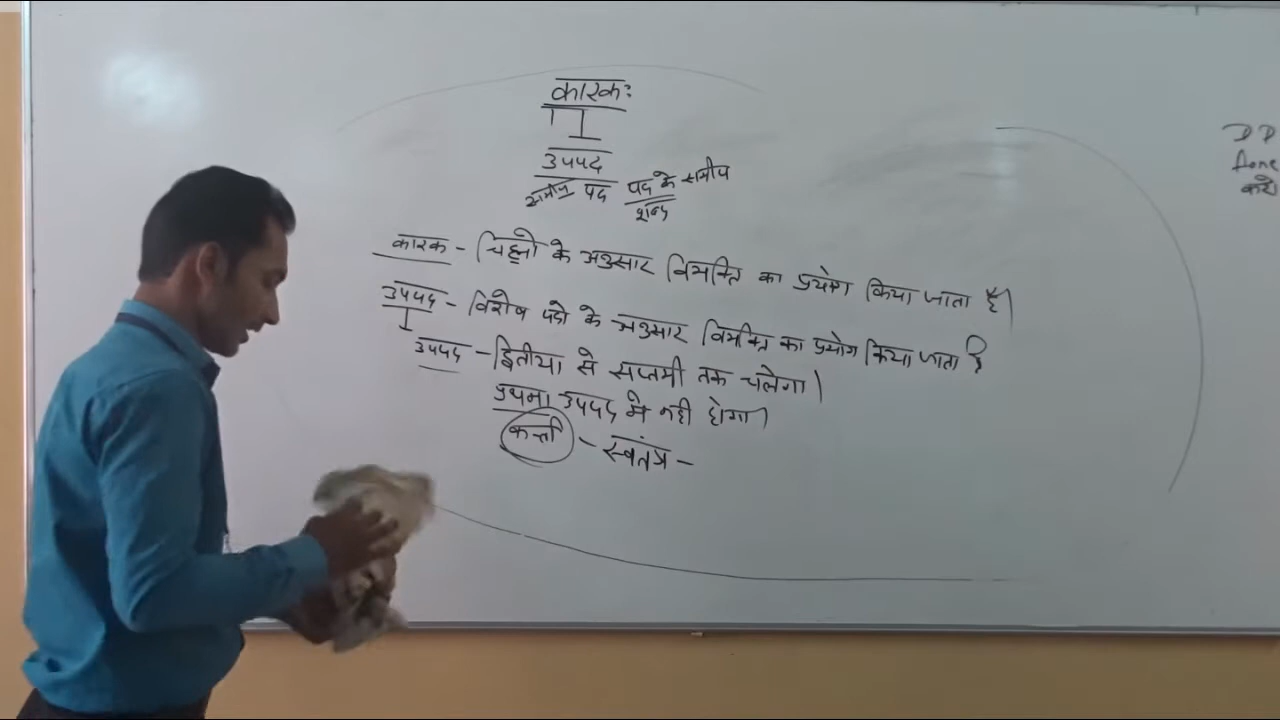 कारकः
उपपद
समीप पद पद के समीप
शब्द
कारक - चिह्नो के अनुसार विभक्ति का प्रयोग किया जाता है।
उपपद - विशेष पदो के अनुसार विभक्ति का प्रयोग किया जाता है
उपपद - द्वितीया से सप्तमी तक चलेगा।
प्रथमा उपपद मे नही होगा।
कर्त्ता - स्वतंत्र -
D.D.
करो